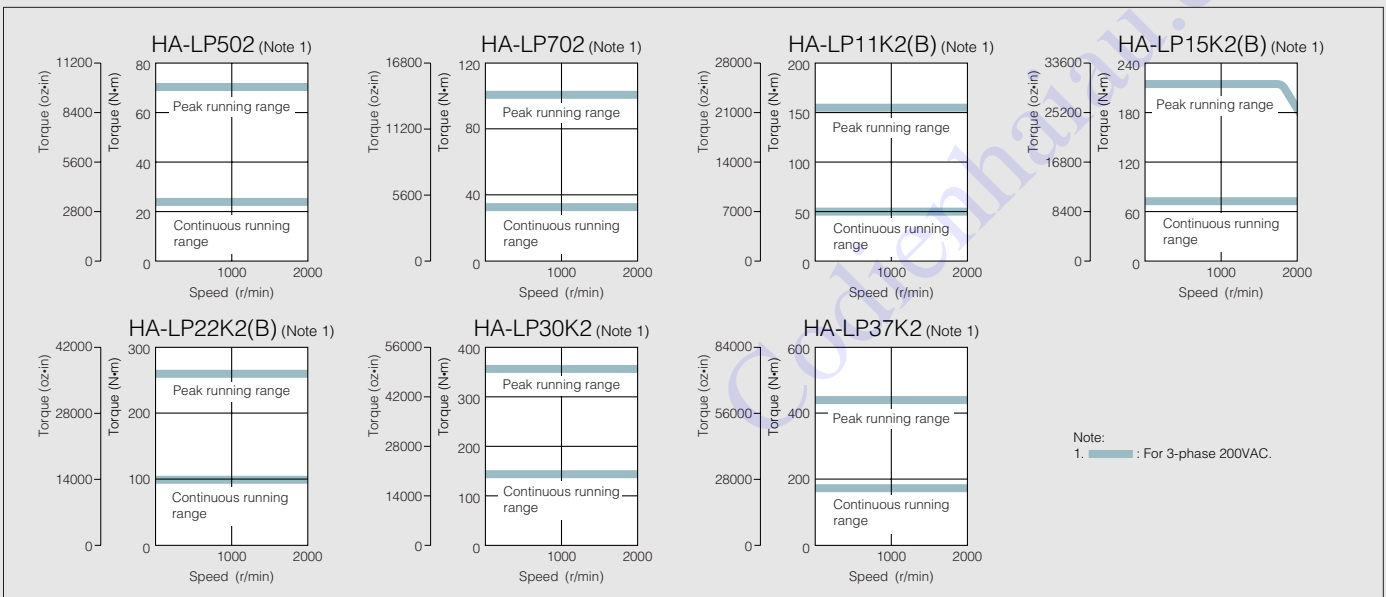 HA-LP502 (Note 1)
Torque (oz•in)
11200
8400
5600
2800
0
Torque (N•m)
80
60
40
20
0
Peak running range
Continuous running
range
1000
2000
Speed (r/min)
HA-LP702 (Note 1)
Torque (oz•in)
16800
11200
5600
0
Torque (N•m)
120
80
40
0
Peak running range
Continuous running
range
1000
2000
Speed (r/min)
HA-LP11K2(B) (Note 1)
Torque (oz•in)
28000
21000
14000
7000
0
Torque (N•m)
200
150
100
50
0
Peak running range
Continuous running
range
1000
2000
Speed (r/min)
HA-LP15K2(B) (Note 1)
Torque (oz•in)
33600
25200
16800
8400
0
Torque (N•m)
240
180
120
60
0
Peak running range
Continuous running
range
1000
2000
Speed (r/min)
HA-LP22K2(B) (Note 1)
Torque (oz•in)
42000
28000
14000
0
Torque (N•m)
300
200
100
0
Peak running range
Continuous running
range
1000
2000
Speed (r/min)
HA-LP30K2 (Note 1)
Torque (oz•in)
56000
42000
28000
14000
0
Torque (N•m)
400
300
200
100
0
Peak running range
Continuous running
range
1000
2000
Speed (r/min)
HA-LP37K2 (Note 1)
Torque (oz•in)
84000
56000
28000
0
Torque (N•m)
600
400
200
0
Peak running range
Continuous running
range
1000
2000
Speed (r/min)
Note:
1. : For 3-phase 200VAC.
Codienhaiau.